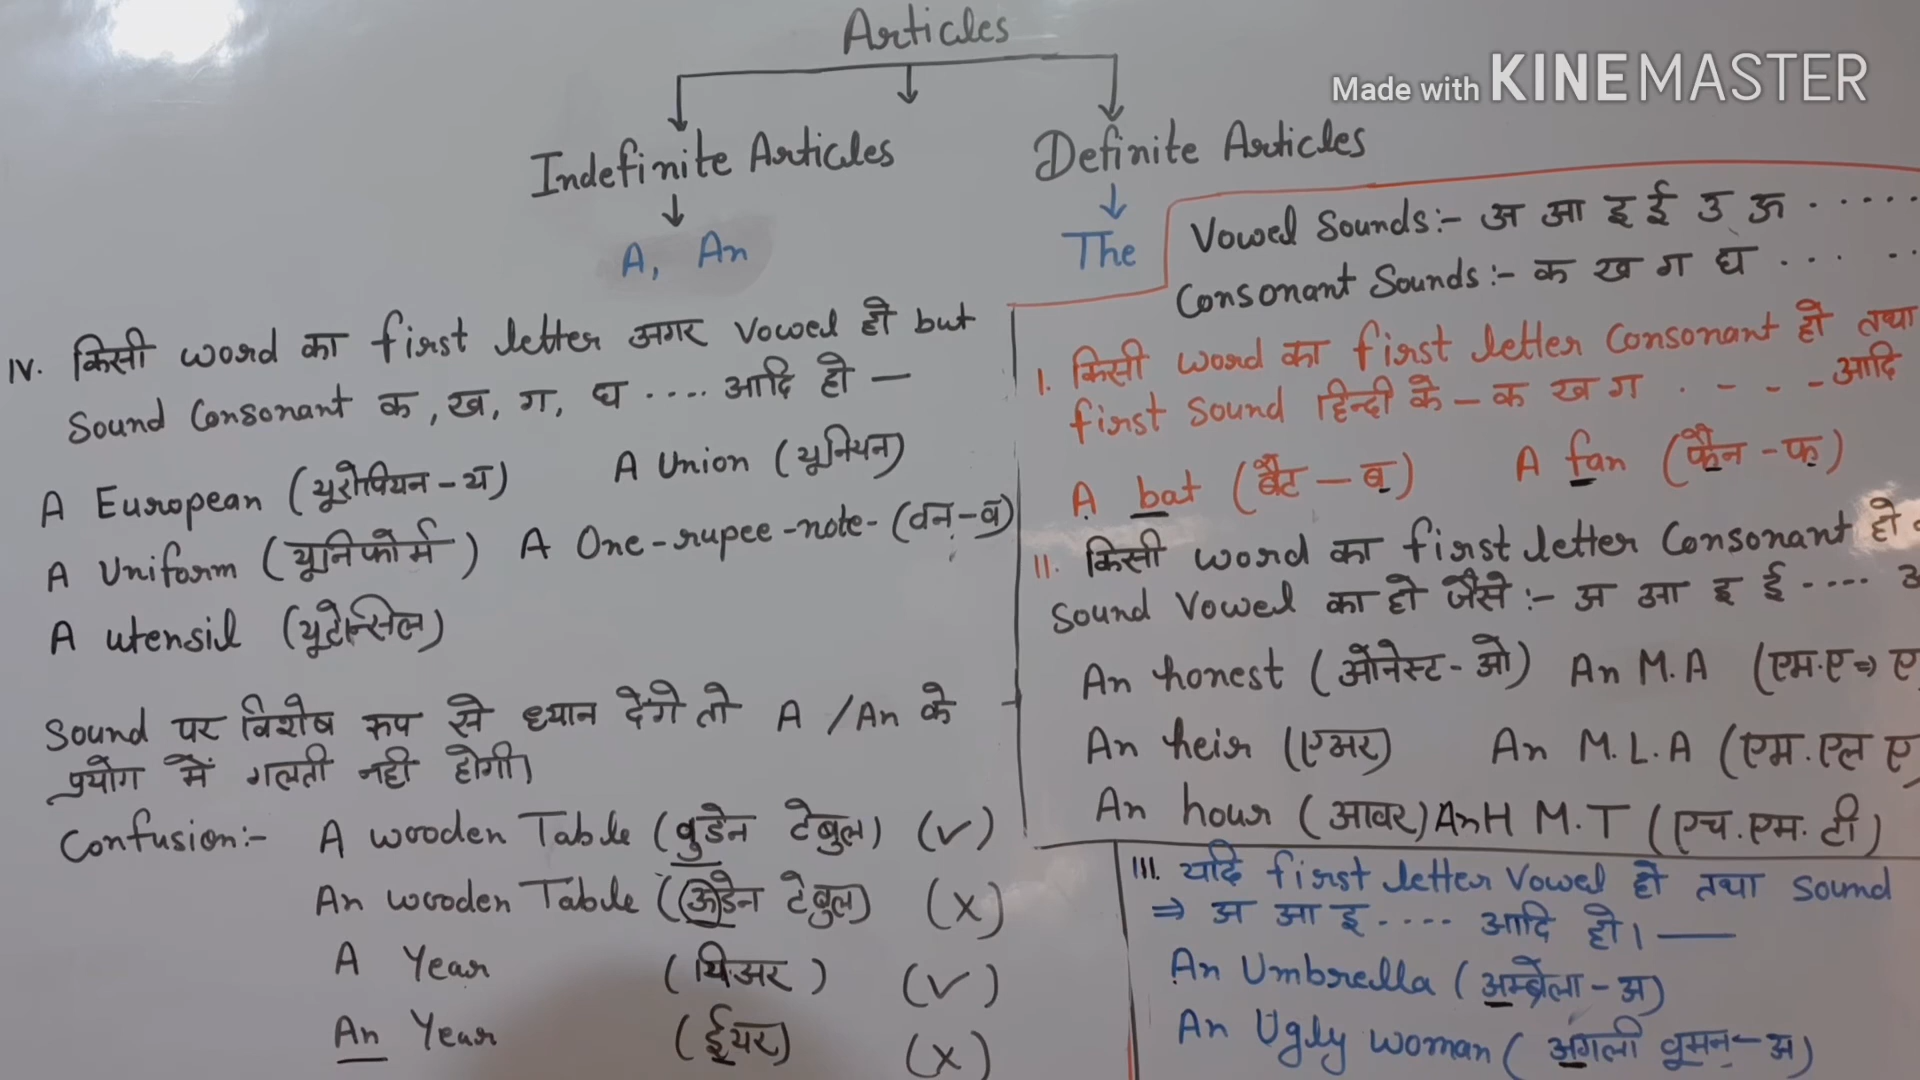 Articles
Made with KINEMASTER
Indefinite Articles
Definite Articles
A, An
The
Vowel Sounds:- अ आ इ ई उ ऊ ......
Consonant Sounds:- क ख ग घ .... ..
I. किसी word का first letter Consonant हो तथा
first Sound हिन्दी के – क ख ग . - - - आदि
A bat (बैट – ब)
A fan (फैन - फ)
II. किसी word का first letter Consonant हो
Sound Vowel का हो जैसे :- अ आ इ ई ....
An honest (ऑनेस्ट - ओ) An M.A (एम.ए ⇒ ए
An heir (एअर) An M.L.A (एम.एल ए
An hour (आवर) An H M.T (एच.एम. टी)
III. यदि first letter Vowel हो तथा Sound
⇒ अ आ इ .... आदि हो। —
An Umbrella (अम्ब्रेला - अ)
An Ugly woman (अगली वूमन - अ)
IV. किसी word का first letter अगर Vowel हो but
Sound Consonant क, ख, ग, घ .... आदि हो —
A European (यूरोपियन - य) A Union (यूनियन)
A Uniform (यूनिफोर्म) A One-rupee-note- (वन - व)
A utensil (यूटेन्सिल)
Sound पर विशेष रूप से ध्यान देंगे तो A /An के
प्रयोग में गलती नही होगी।
Confusion:- A wooden Table (वुडेन टेबुल) (✓)
An wooden Table (ऊडेन टेबुल) (X)
A Year (यिअर) (✓)
An Year (ईयर) (X)